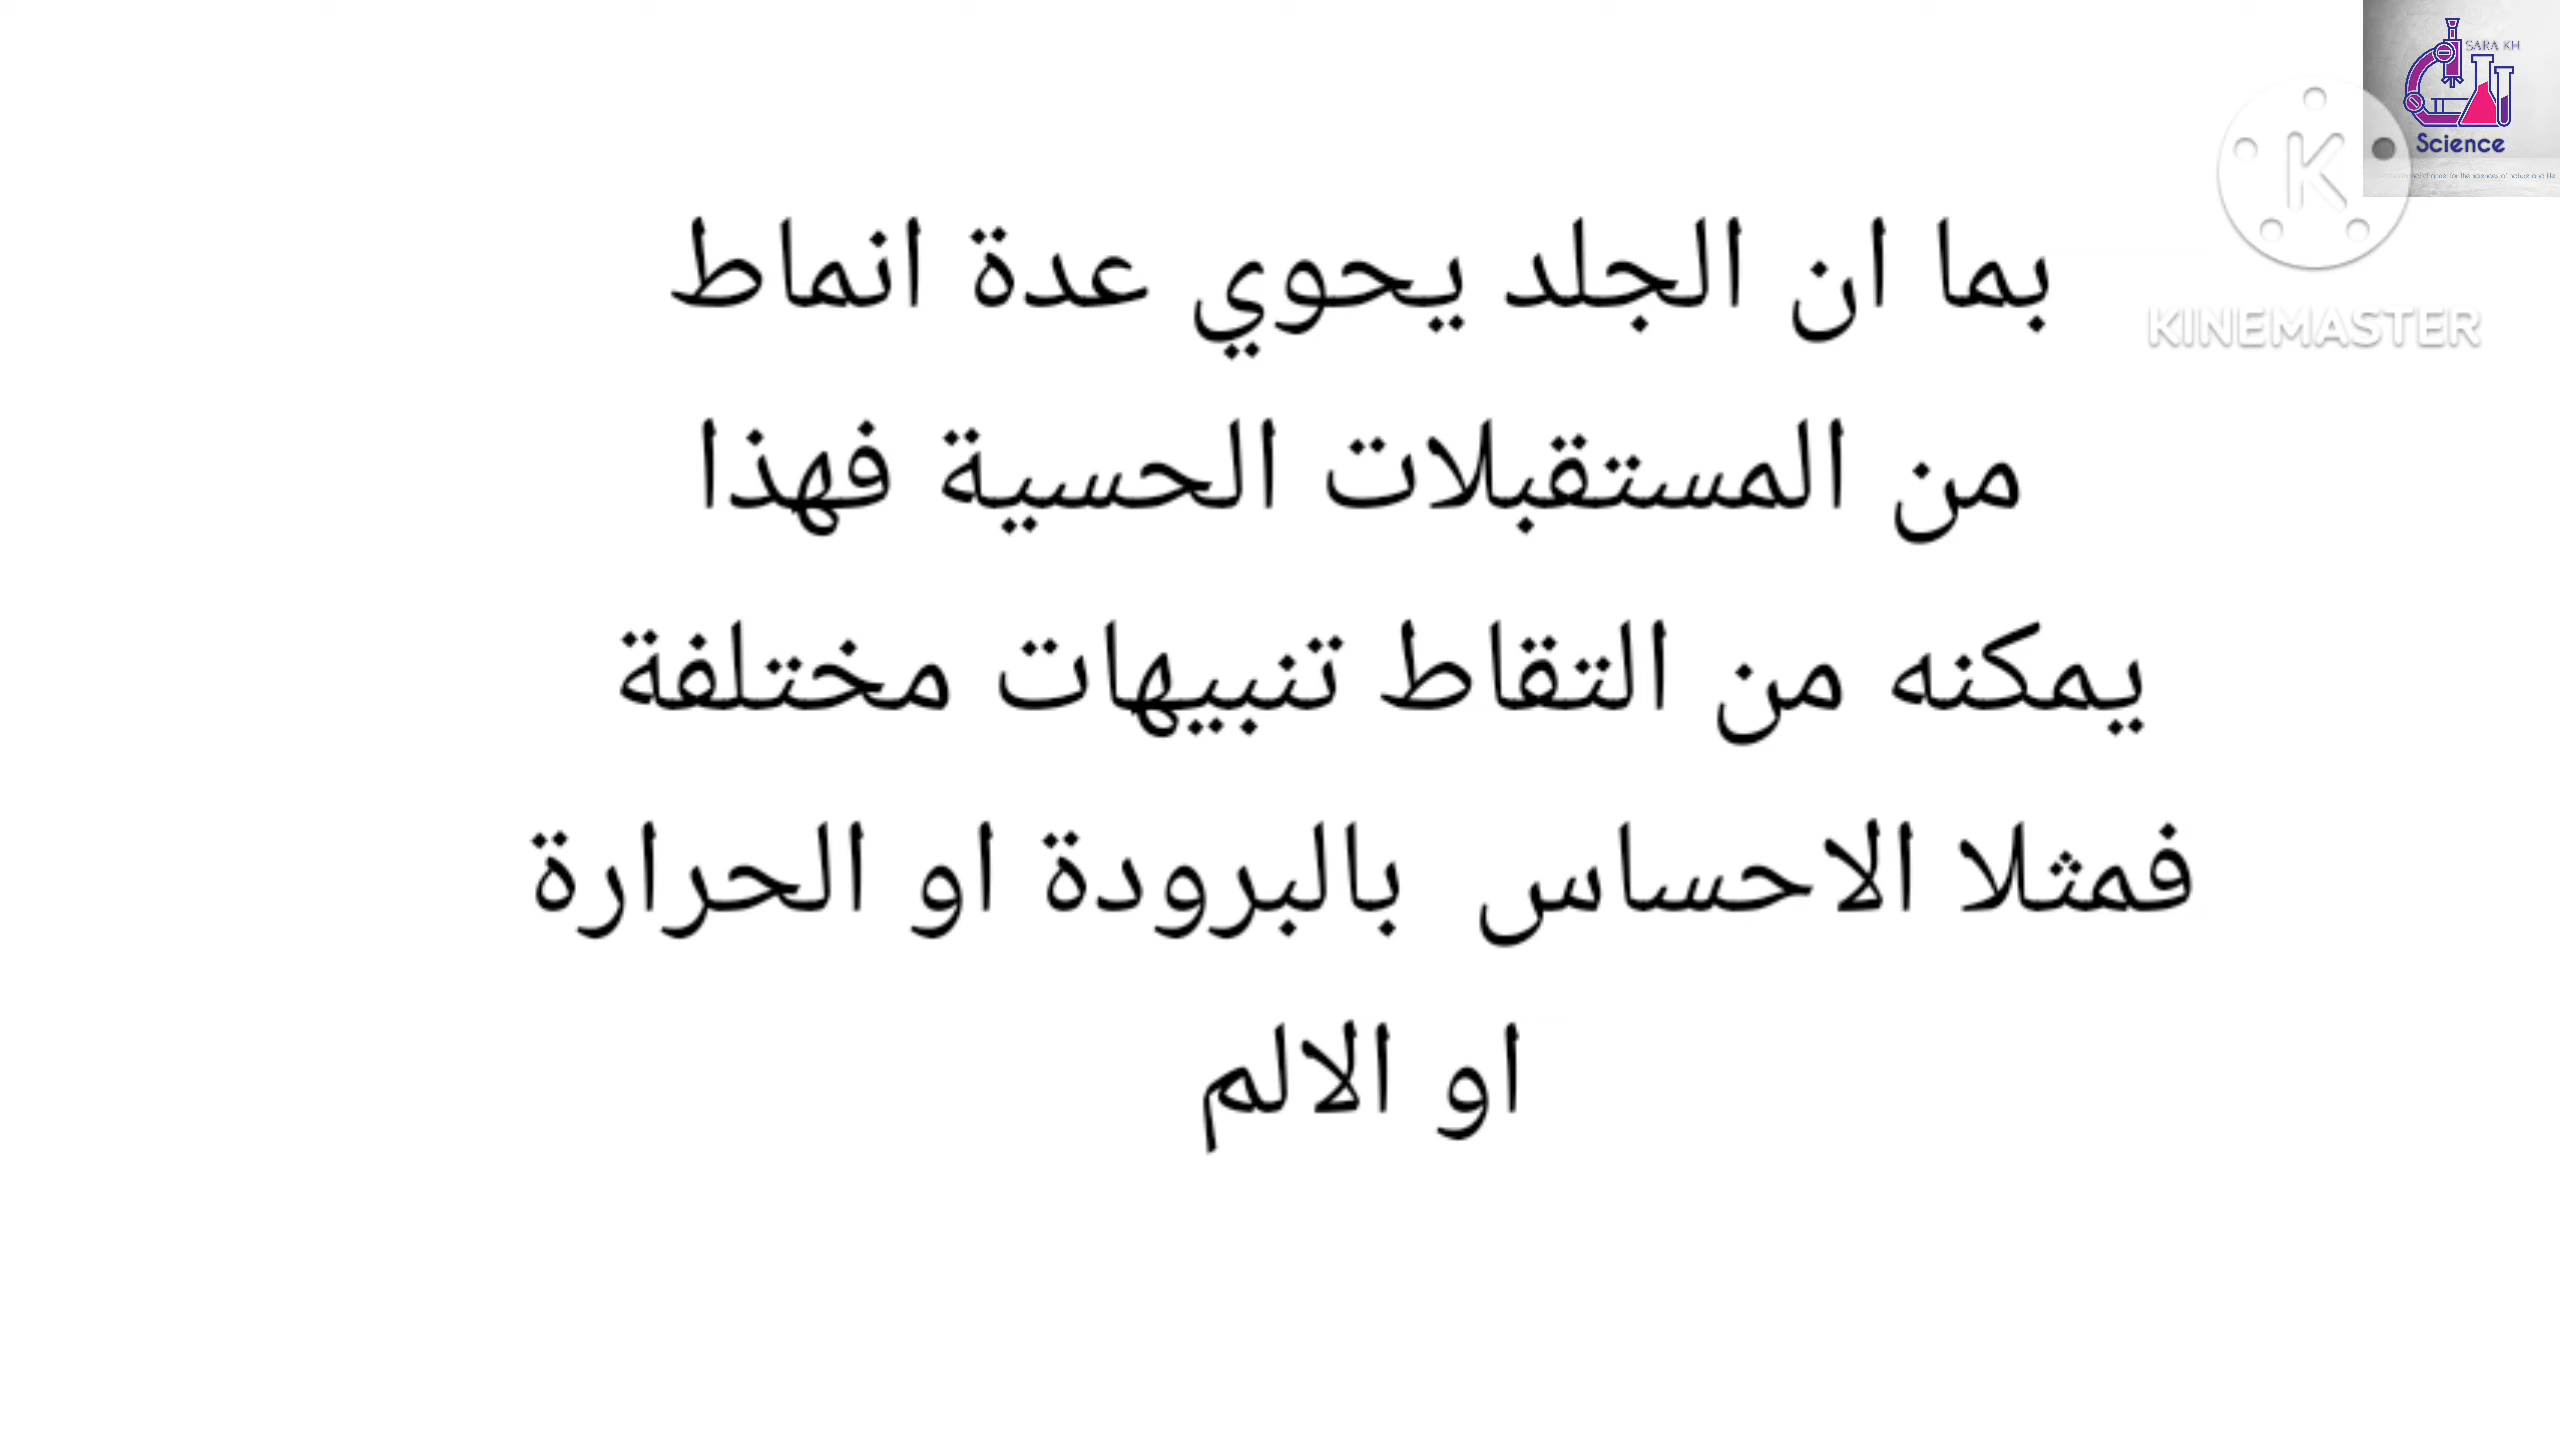 SARA KH
Science
KINEMASTER
بما ان الجلد يحوي عدة انماط
من المستقبلات الحسية فهذا
يمكنه من التقاط تنبيهات مختلفة
فمثلا الاحساس  بالبرودة او الحرارة
او الالم